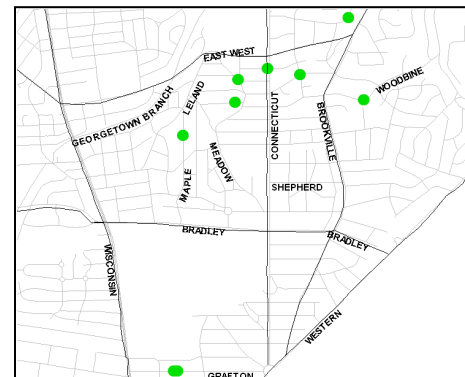 EAST WEST
WOODBINE
LELAND
GEORGETOWN BRANCH
CONNECTICUT
BROOKVILLE
MEADOW
MAPLE
SHEPHERD
BRADLEY
BRADLEY
WISCONSIN
WESTERN
GRAFTON